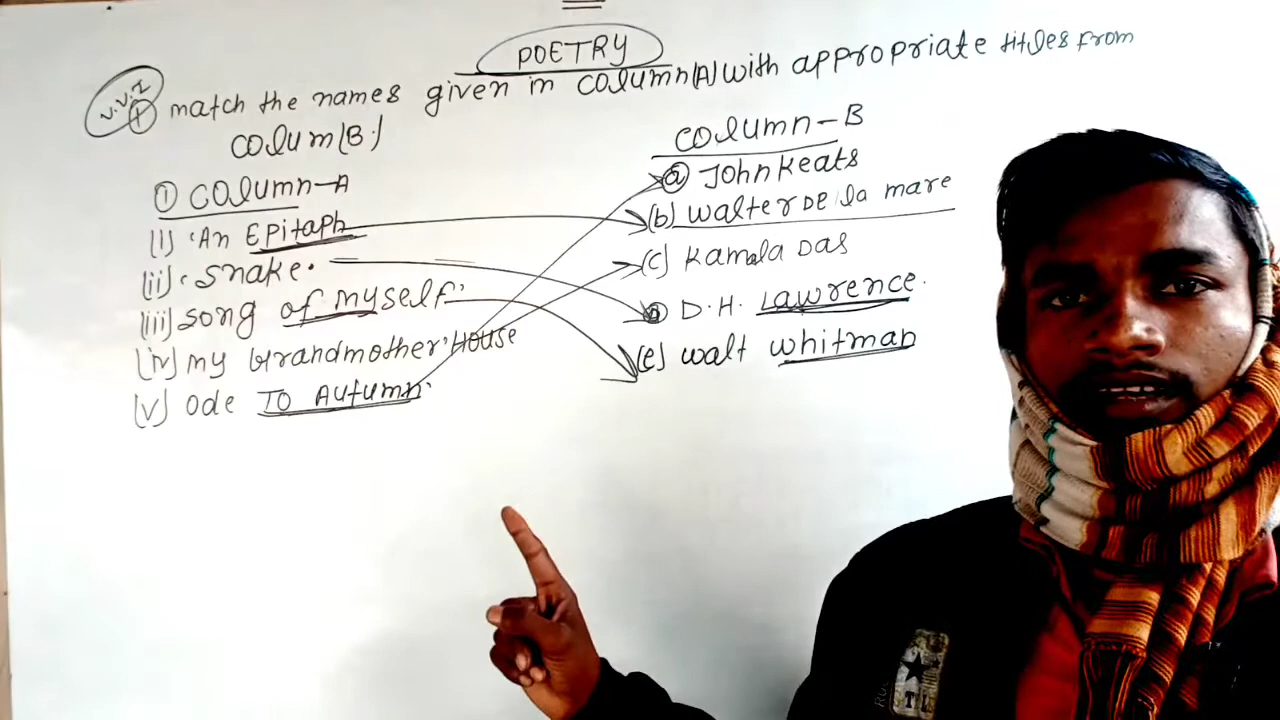 POETRY
V.V.I
① match the names given in column(A) with appropriate titles from
colum(B.)
① column-A
(i) 'An Epitaph
(ii) 'Snake.
(iii) song of myself.'
(iv) my Grandmother' House
(v) Ode TO Autumn.'
column-B
(a) John Keats
(b) Walter De la mare
(c) Kamala Das
(d) D.H. Lawrence.
(e) walt whitman